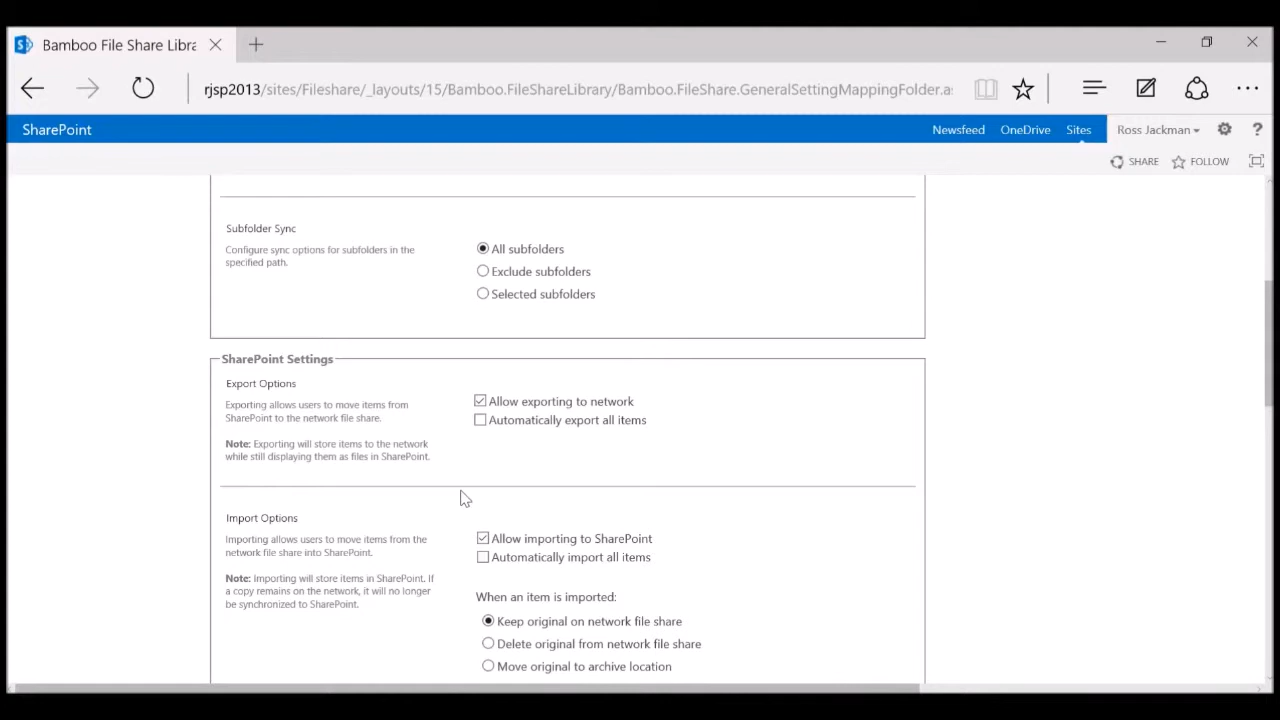 Bamboo File Share Libra
rjsp2013/sites/Fileshare/_layouts/15/Bamboo.FileShareLibrary/Bamboo.FileShare.GeneralSettingMappingFolder.as
SharePoint
Newsfeed OneDrive Sites Ross Jackman ?
SHARE FOLLOW
Subfolder Sync
Configure sync options for subfolders in the
specified path.
All subfolders
Exclude subfolders
Selected subfolders
SharePoint Settings
Export Options
Exporting allows users to move items from
SharePoint to the network file share.
Note: Exporting will store items to the network
while still displaying them as files in SharePoint.
Allow exporting to network
Automatically export all items
Import Options
Importing allows users to move items from the
network file share into SharePoint.
Note: Importing will store items in SharePoint. If
a copy remains on the network, it will no longer
be synchronized to SharePoint.
Allow importing to SharePoint
Automatically import all items
When an item is imported:
Keep original on network file share
Delete original from network file share
Move original to archive location